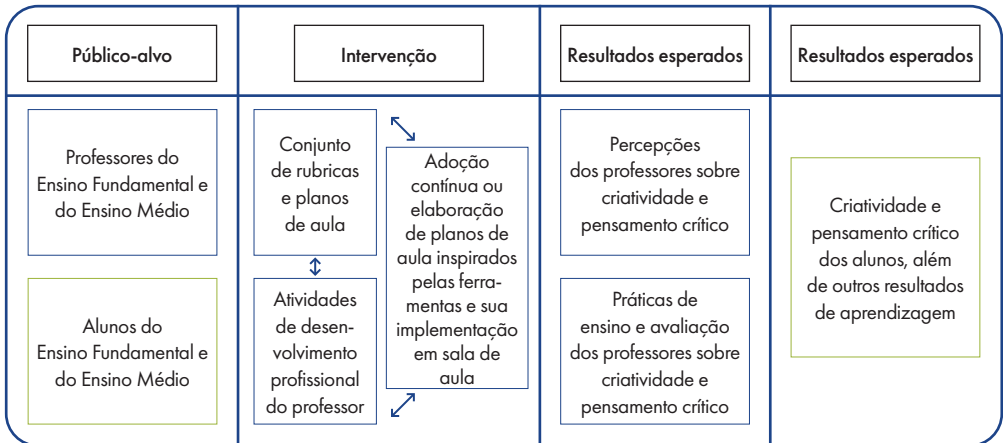 Público-alvo
Intervenção
Resultados esperados
Resultados esperados
Professores do
Ensino Fundamental e
do Ensino Médio
Alunos do
Ensino Fundamental e
do Ensino Médio
Conjunto
de rubricas
e planos
de aula
Atividades
de desen-
volvimento
profissional
do professor
Adoção
contínua ou
elaboração
de planos de
aula inspirados
pelas ferra-
mentas e sua
implementação
em sala de
aula
Percepções
dos professores sobre
criatividade e
pensamento crítico
Práticas de
ensino e avaliação
dos professores sobre
criatividade e
pensamento crítico
Criatividade e
pensamento crítico
dos alunos, além
de outros resultados
de aprendizagem